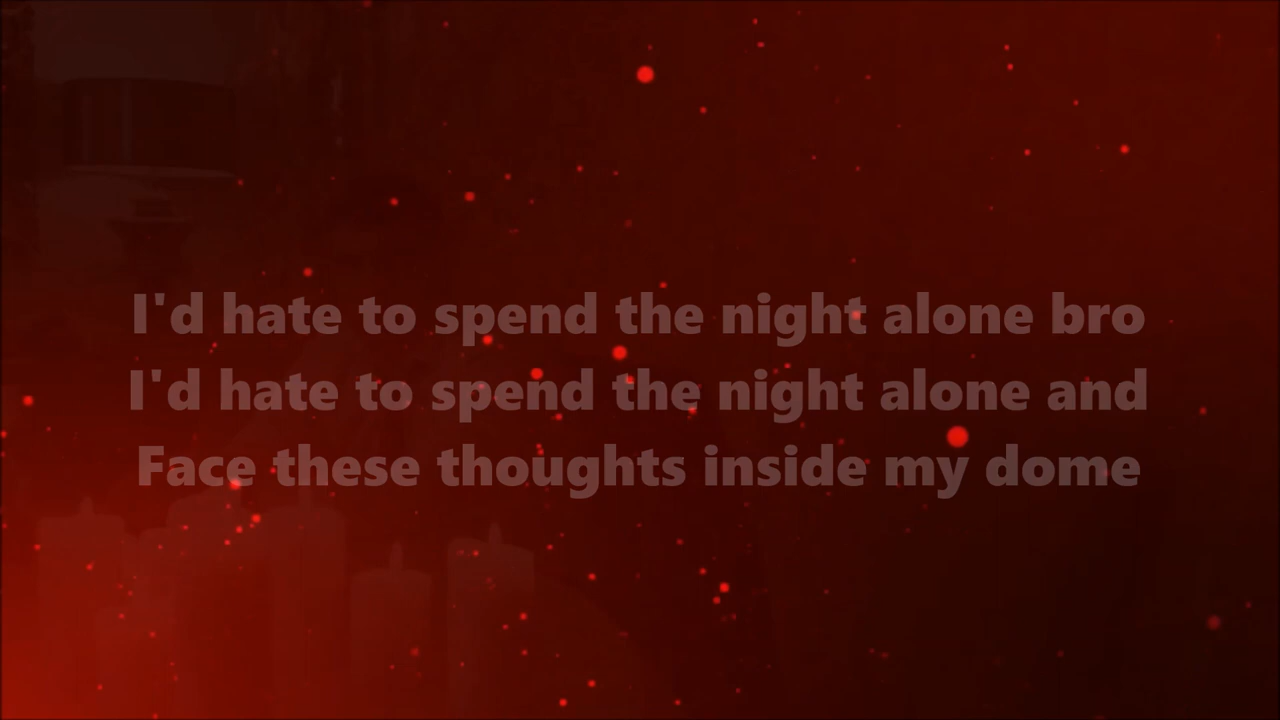 I'd hate to spend the night alone bro
I'd hate to spend the night alone and
Face these thoughts inside my dome